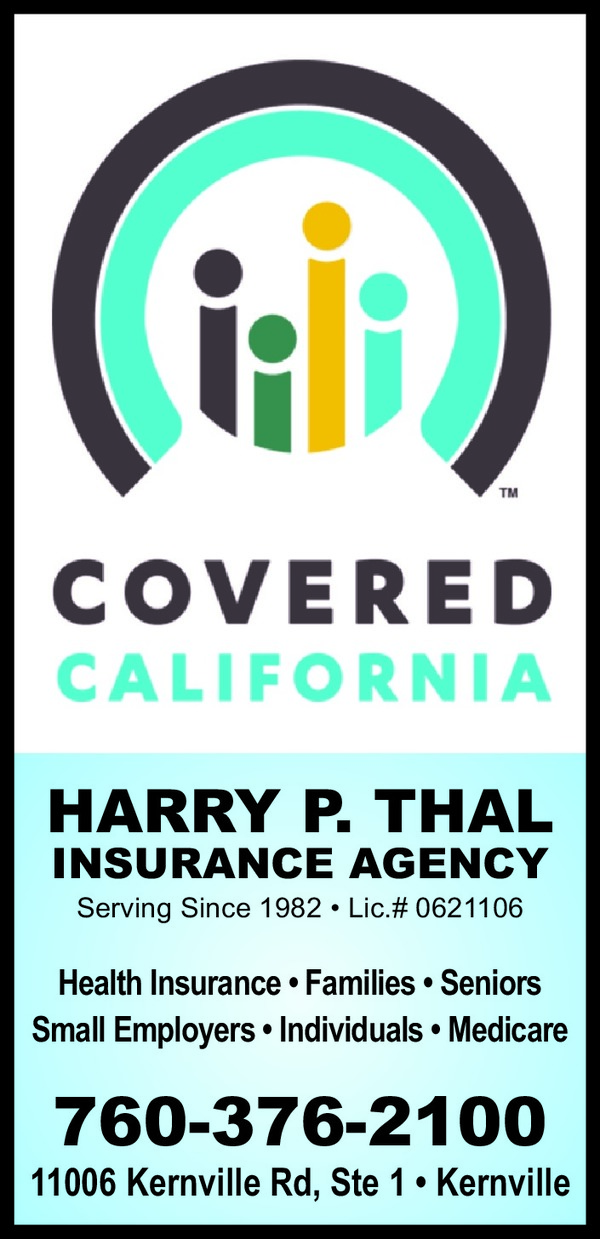 TM
COVERED
CALIFORNIA
HARRY P. THAL
INSURANCE AGENCY
Serving Since 1982 • Lic.# 0621106
Health Insurance • Families • Seniors
Small Employers • Individuals • Medicare
760-376-2100
11006 Kernville Rd, Ste 1 • Kernville